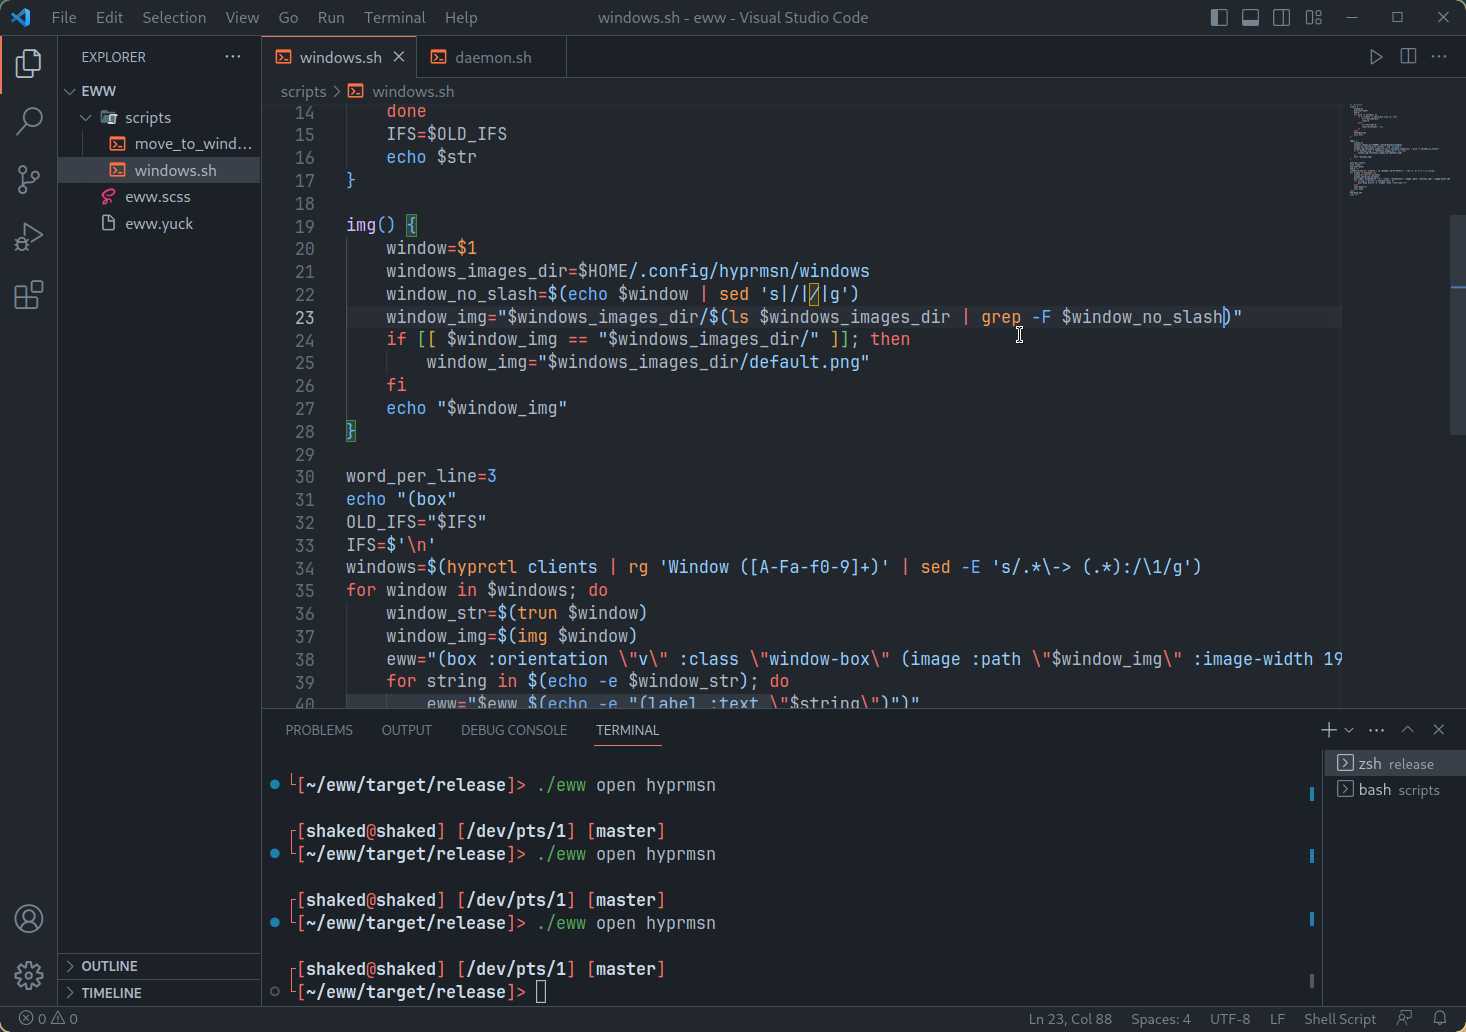 File Edit Selection View Go Run Terminal Help windows.sh - eww - Visual Studio Code
EXPLORER ...
EWW
scripts
move_to_wind...
windows.sh
eww.scss
eww.yuck
OUTLINE
TIMELINE
windows.sh daemon.sh
scripts > windows.sh
14 done
15 IFS=$OLD_IFS
16 echo $str
17 }
18
19 img() {
20 window=$1
21 windows_images_dir=$HOME/.config/hyprmsn/windows
22 window_no_slash=$(echo $window | sed 's|/|/|g')
23 window_img="$windows_images_dir/$(ls $windows_images_dir | grep -F $window_no_slash)"
24 if [[ $window_img == "$windows_images_dir/" ]]; then
25 window_img="$windows_images_dir/default.png"
26 fi
27 echo "$window_img"
28 }
29
30 word_per_line=3
31 echo "(box"
32 OLD_IFS="$IFS"
33 IFS=$'\n'
34 windows=$(hyprctl clients | rg 'Window ([A-Fa-f0-9]+)' | sed -E 's/.*\-> (.*):/\1/g')
35 for window in $windows; do
36 window_str=$(trun $window)
37 window_img=$(img $window)
38 eww="(box :orientation \"v\" :class \"window-box\" (image :path \"$window_img\" :image-width 19
39 for string in $(echo -e $window_str); do
40 eww="$eww $(echo -e "(label :text \"$string\")")"
PROBLEMS OUTPUT DEBUG CONSOLE TERMINAL
zsh release
bash scripts
[~/eww/target/release]> ./eww open hyprmsn
[shaked@shaked] [/dev/pts/1] [master]
[~/eww/target/release]> ./eww open hyprmsn
[shaked@shaked] [/dev/pts/1] [master]
[~/eww/target/release]> ./eww open hyprmsn
[shaked@shaked] [/dev/pts/1] [master]
[~/eww/target/release]>
0 0 Ln 23, Col 88 Spaces: 4 UTF-8 LF Shell Script